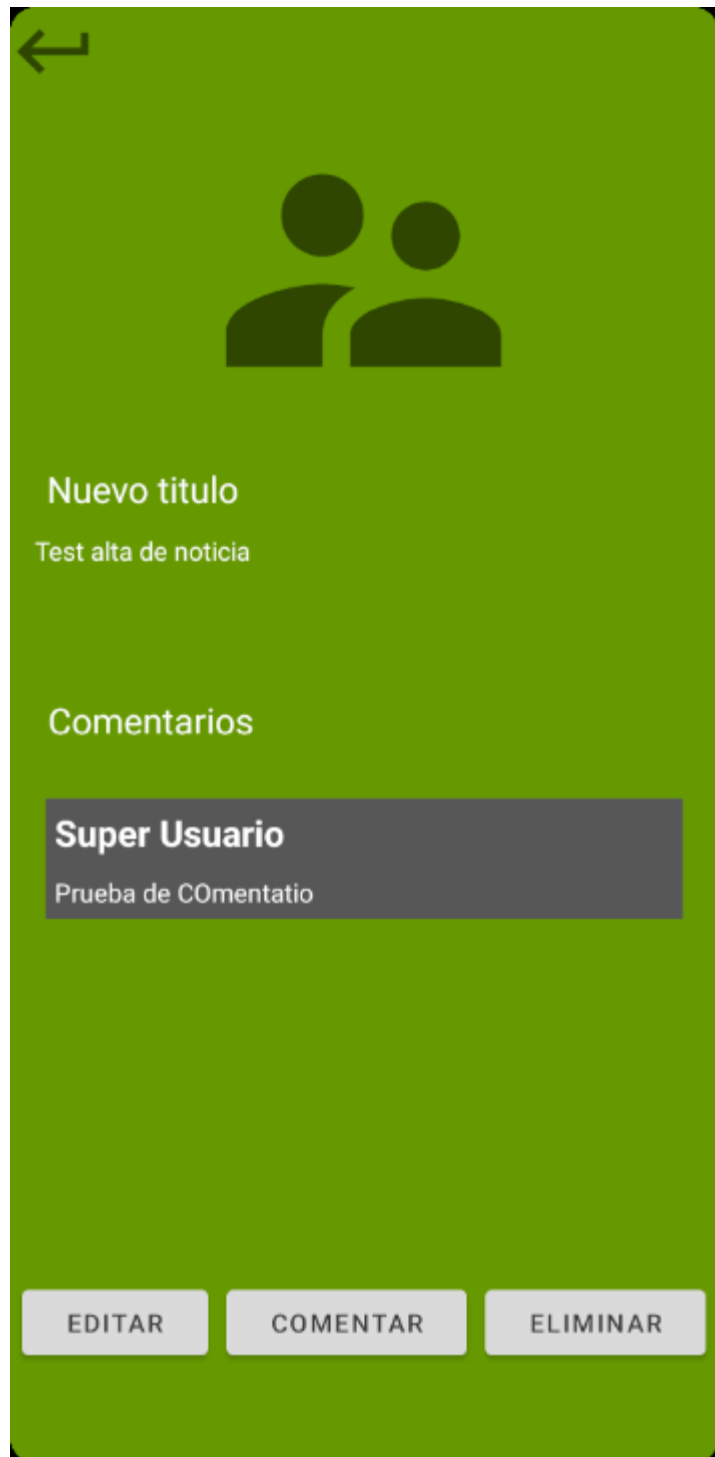 Nuevo titulo
Test alta de noticia
Comentarios
Super Usuario
Prueba de COmentatio
EDITAR
COMENTAR
ELIMINAR